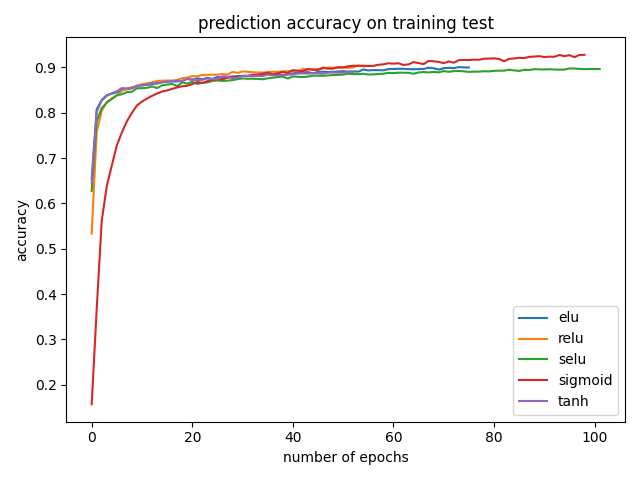 prediction accuracy on training test
accuracy
0.9
0.8
0.7
0.6
0.5
0.4
0.3
0.2
elu
relu
selu
sigmoid
tanh
0 20 40 60 80 100
number of epochs